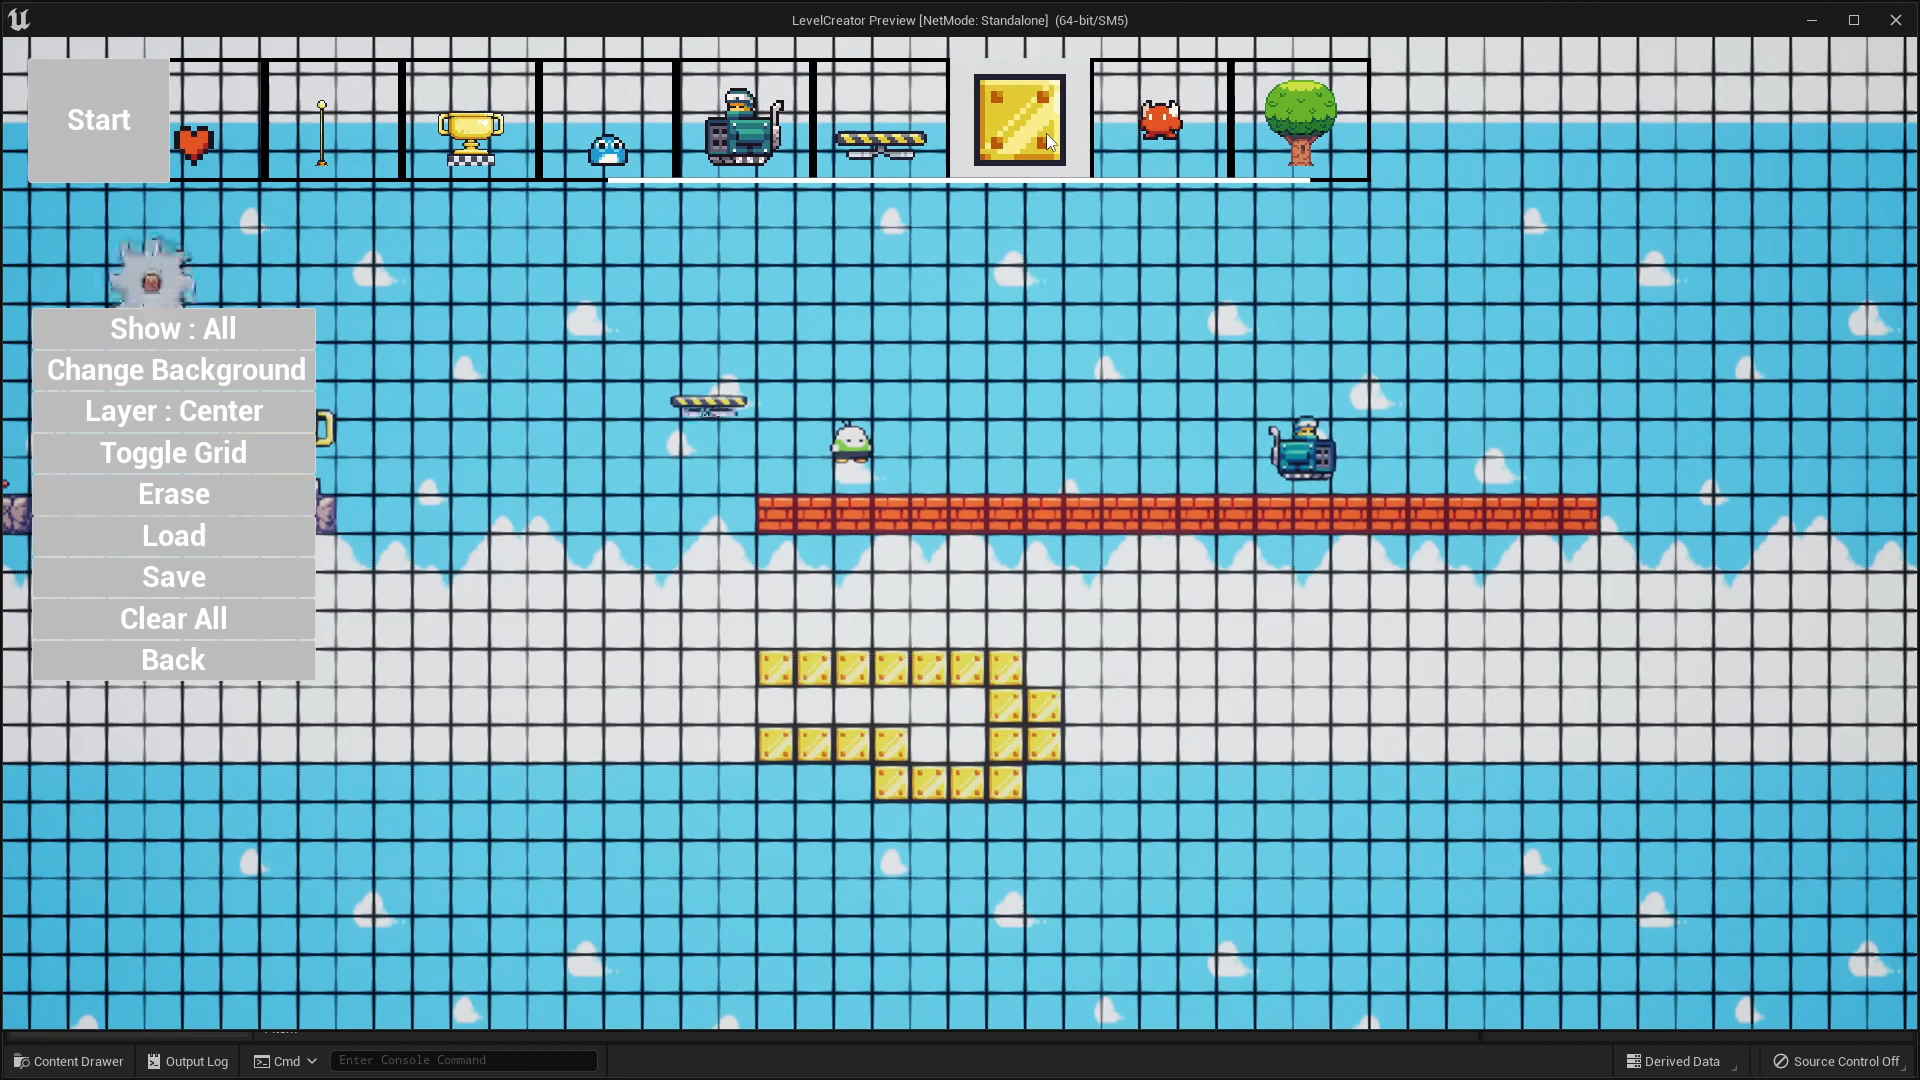 LevelCreator Preview [NetMode: Standalone] (64-bit/SM5)
Start
Show : All
Change Background
Layer : Center
Toggle Grid
Erase
Load
Save
Clear All
Back
Content Drawer
Output Log
Cmd
Enter Console Command
Derived Data
Source Control Off